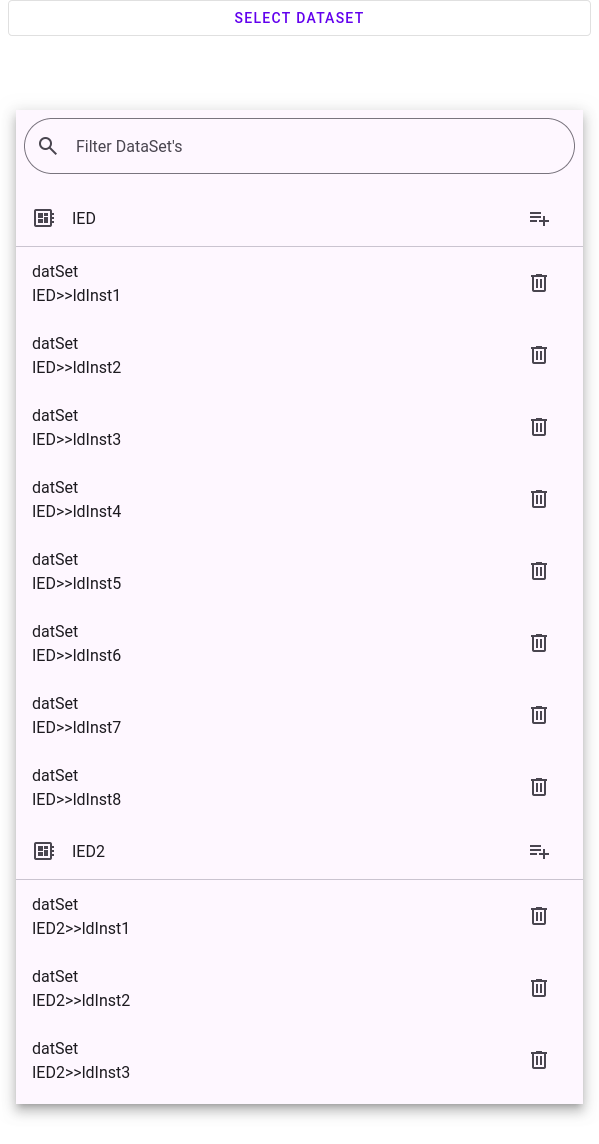 SELECT DATASET
Filter DataSet's
IED
datSet
IED>>ldInst1
datSet
IED>>ldInst2
datSet
IED>>ldInst3
datSet
IED>>ldInst4
datSet
IED>>ldInst5
datSet
IED>>ldInst6
datSet
IED>>ldInst7
datSet
IED>>ldInst8
IED2
datSet
IED2>>ldInst1
datSet
IED2>>ldInst2
datSet
IED2>>ldInst3